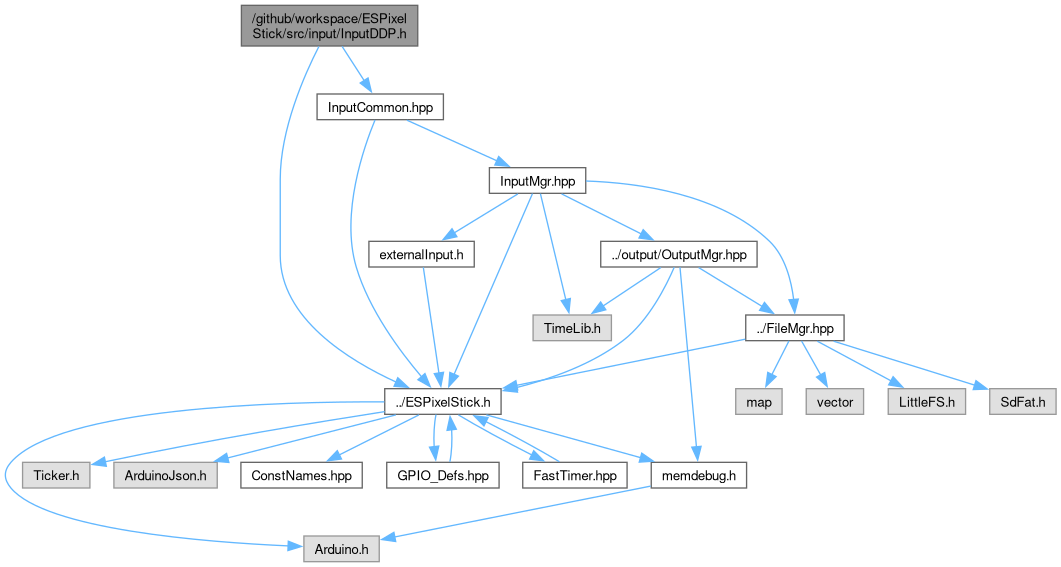 /github/workspace/ESPixel
Stick/src/input/InputDDP.h
InputCommon.hpp
InputMgr.hpp
externalInput.h
../output/OutputMgr.hpp
TimeLib.h
../FileMgr.hpp
../ESPixelStick.h
map
vector
LittleFS.h
SdFat.h
Ticker.h
ArduinoJson.h
ConstNames.hpp
GPIO_Defs.hpp
FastTimer.hpp
memdebug.h
Arduino.h